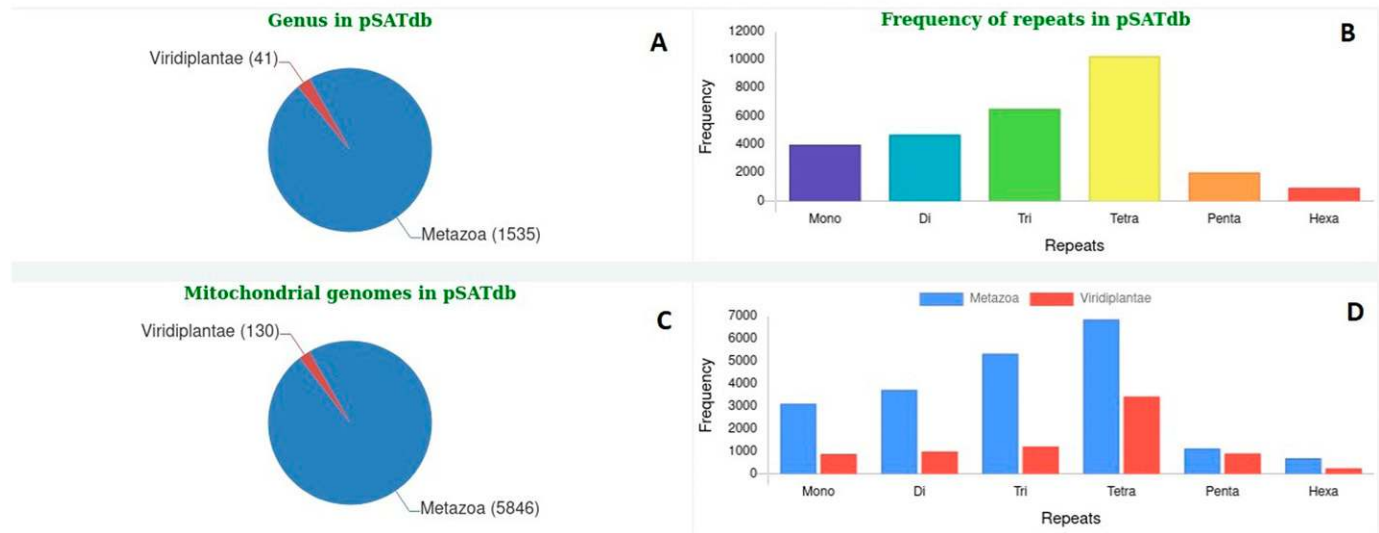 Genus in pSATdb
A
Viridiplantae (41)
Metazoa (1535)
Frequency of repeats in pSATdb
B
12000
10000
8000
6000
4000
2000
0
Frequency
Mono Di Tri Tetra Penta Hexa
Repeats
Mitochondrial genomes in pSATdb
C
Viridiplantae (130)
Metazoa (5846)
Metazoa Viridiplantae
D
7000
6000
5000
4000
3000
2000
1000
0
Frequency
Mono Di Tri Tetra Penta Hexa
Repeats